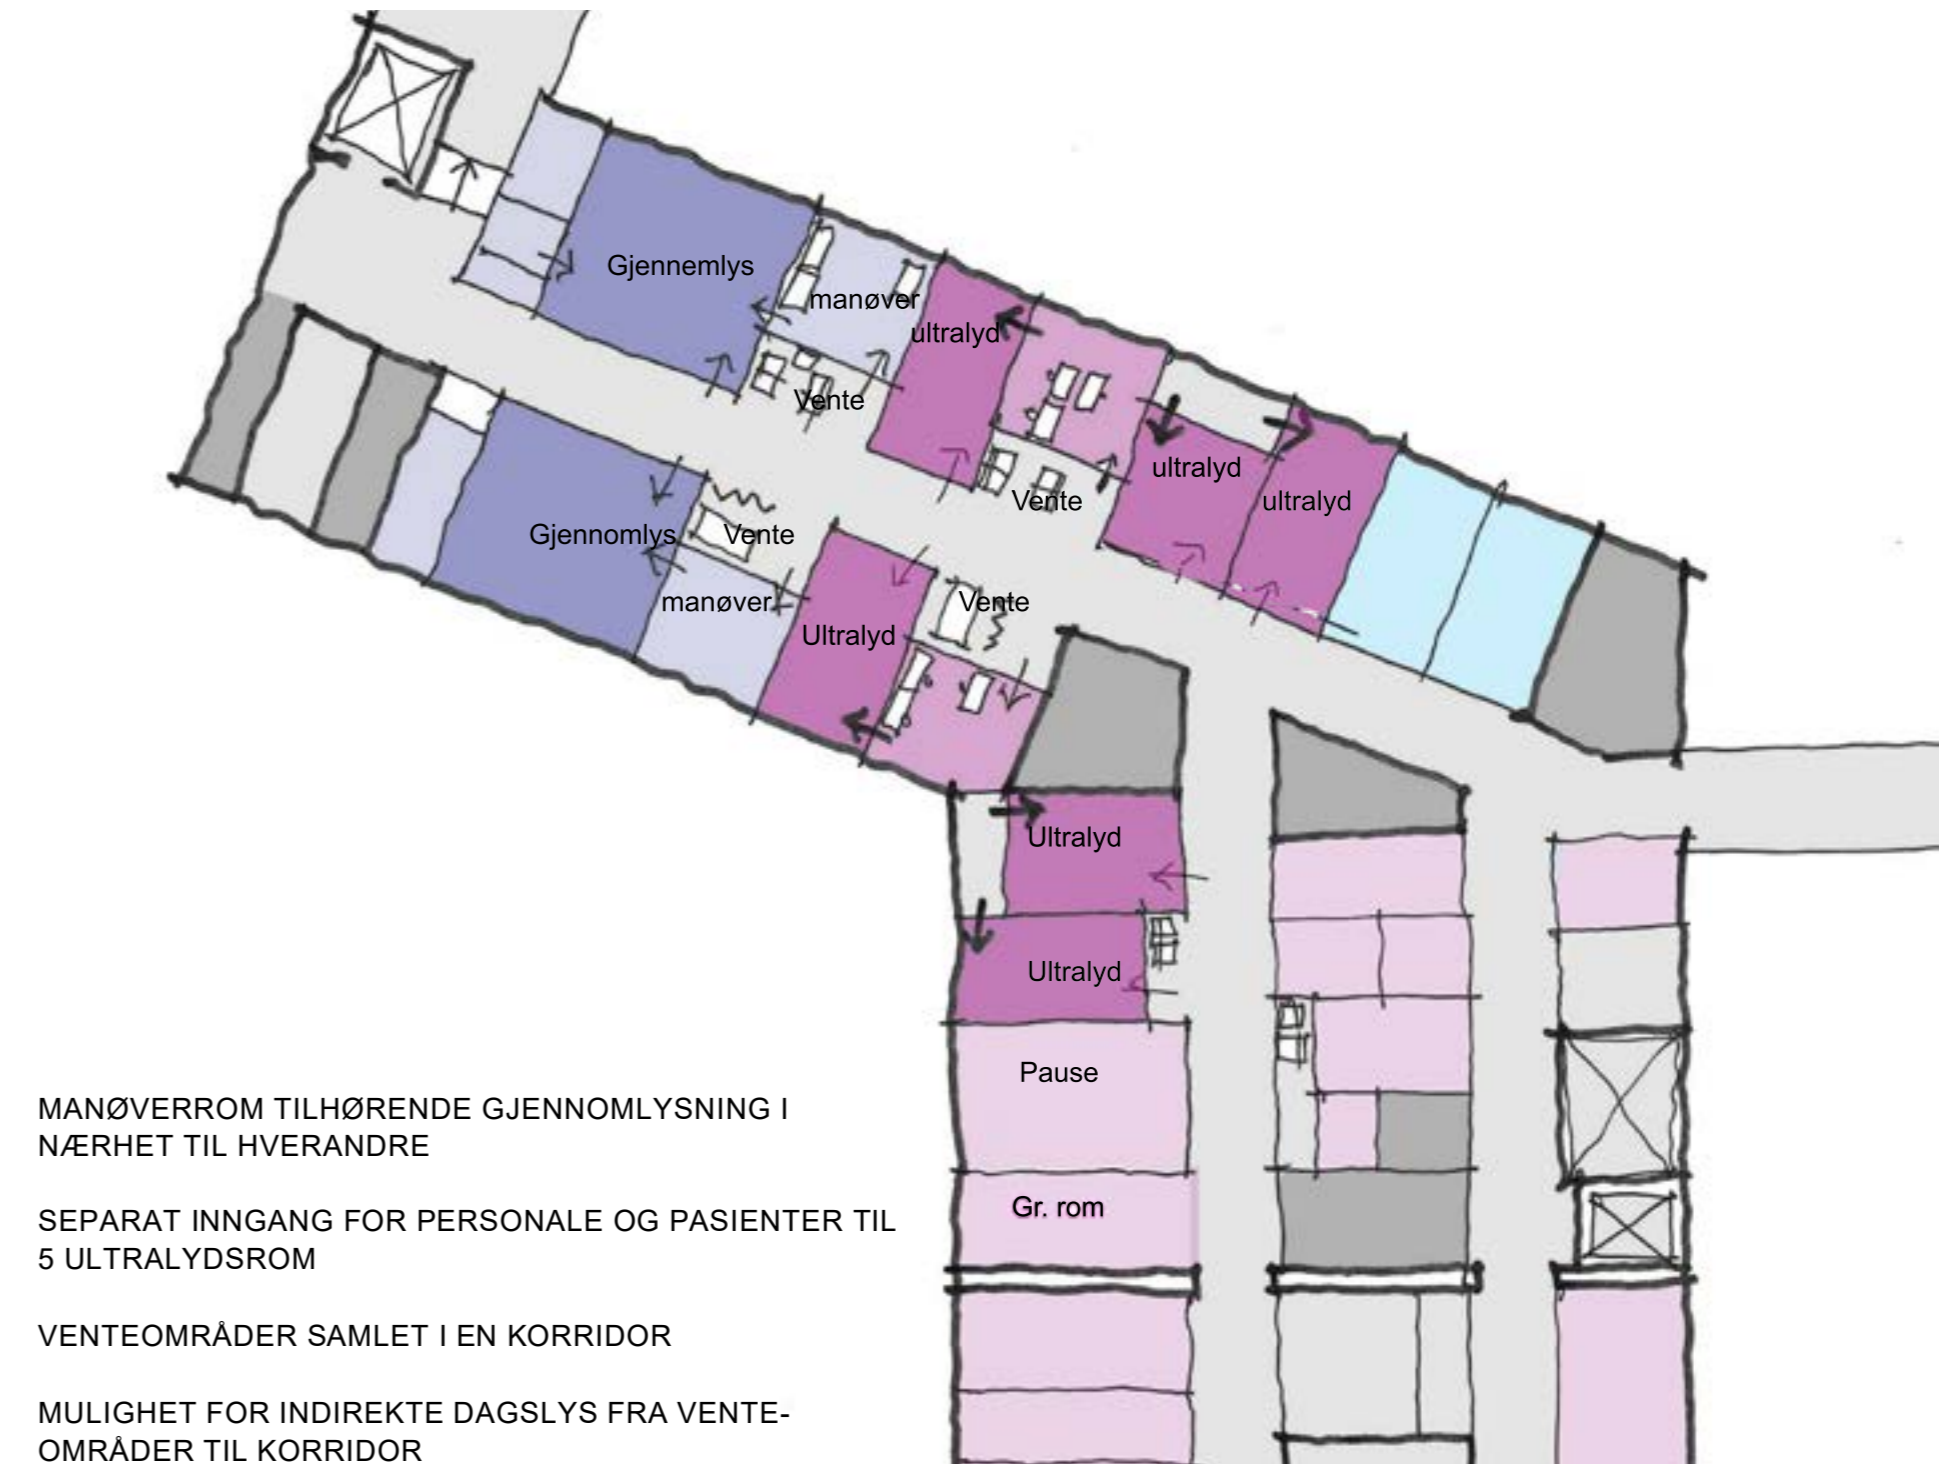 Gjennemlys
manøver
ultralyd
Vente
ultralyd
ultralyd
Vente
Gjennomlys
Vente
manøver
Ultralyd
Vente
Ultralyd
Ultralyd
Pause
Gr. rom
MANØVERROM TILHØRENDE GJENNOMLYSNING I
NÆRHET TIL HVERANDRE
SEPARAT INNGANG FOR PERSONALE OG PASIENTER TIL
5 ULTRALYDSROM
VENTEOMRÅDER SAMLET I EN KORRIDOR
MULIGHET FOR INDIREKTE DAGSLYS FRA VENTE-
OMRÅDER TIL KORRIDOR